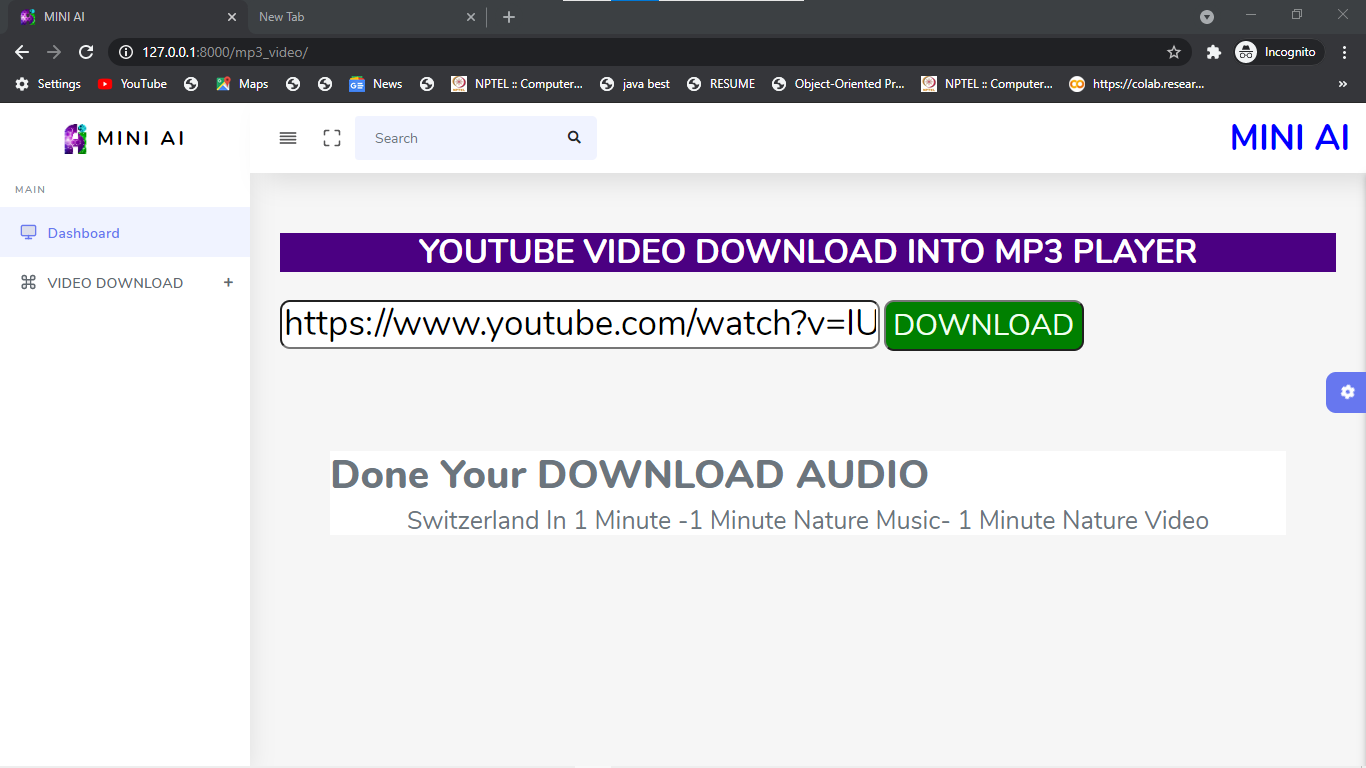 MINI AI
New Tab
127.0.0.1:8000/mp3_video/
Incognito
Settings
YouTube
Maps
News
NPTEL :: Computer...
java best
RESUME
Object-Oriented Pr...
NPTEL :: Computer...
https://colab.resear...
»
MINI AI
Search
MINI AI
MAIN
Dashboard
VIDEO DOWNLOAD +
YOUTUBE VIDEO DOWNLOAD INTO MP3 PLAYER
https://www.youtube.com/watch?v=IU
DOWNLOAD
Done Your DOWNLOAD AUDIO
Switzerland In 1 Minute -1 Minute Nature Music- 1 Minute Nature Video